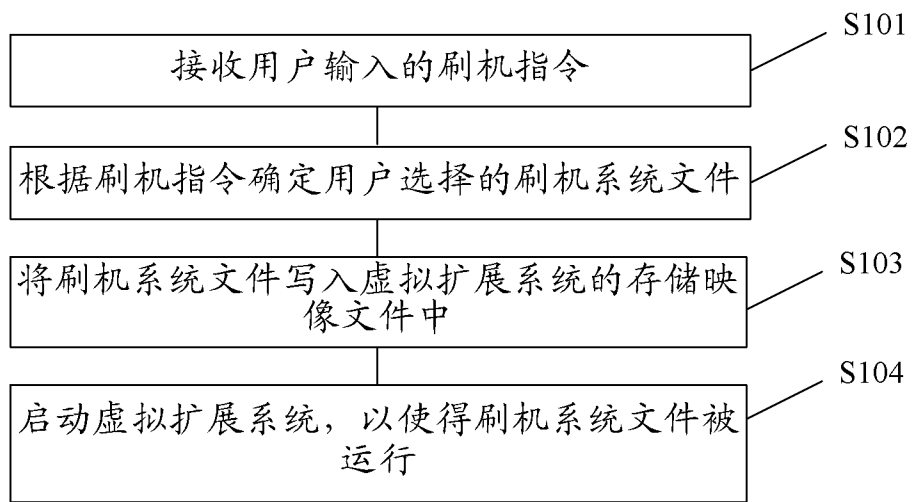 S101
接收用户输入的刷机指令
S102
根据刷机指令确定用户选择的刷机系统文件
S103
将刷机系统文件写入虚拟扩展系统的存储映
像文件中
S104
启动虚拟扩展系统，以使得刷机系统文件被
运行